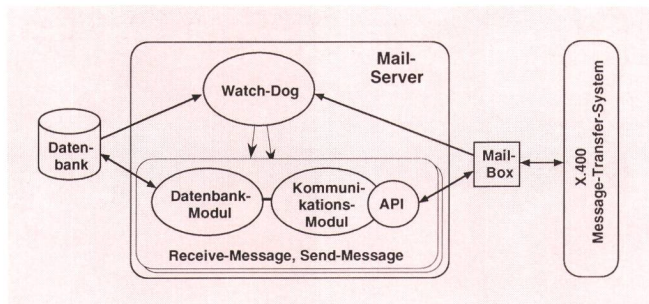 Mail-
Server
Watch-Dog
Daten-
bank
Datenbank-
Modul
Kommuni-
kations-
Modul
API
Receive-Message, Send-Message
Mail-
Box
X.400
Message-Transfer-System